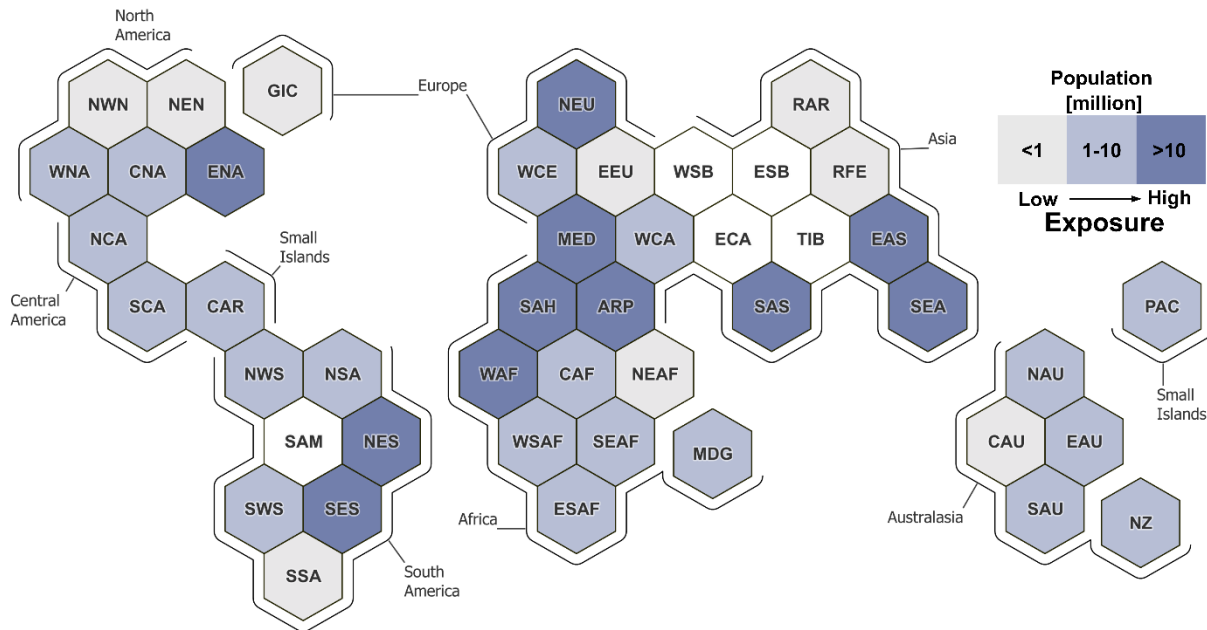 North
America
NWN
NEN
GIC
Europe
NEU
RAR
Population
[million]
<1
1-10
>10
Low
High
Exposure
WNA
CNA
ENA
WCE
EEU
WSB
ESB
RFE
Asia
NCA
Small
Islands
MED
WCA
ECA
TIB
EAS
Central
America
SCA
CAR
SAH
ARP
SAS
SEA
PAC
NWS
NSA
WAF
CAF
NEAF
NAU
Small
Islands
SAM
NES
WSAF
SEAF
MDG
CAU
EAU
SWS
SES
Africa
ESAF
Australasia
SAU
NZ
SSA
South
America